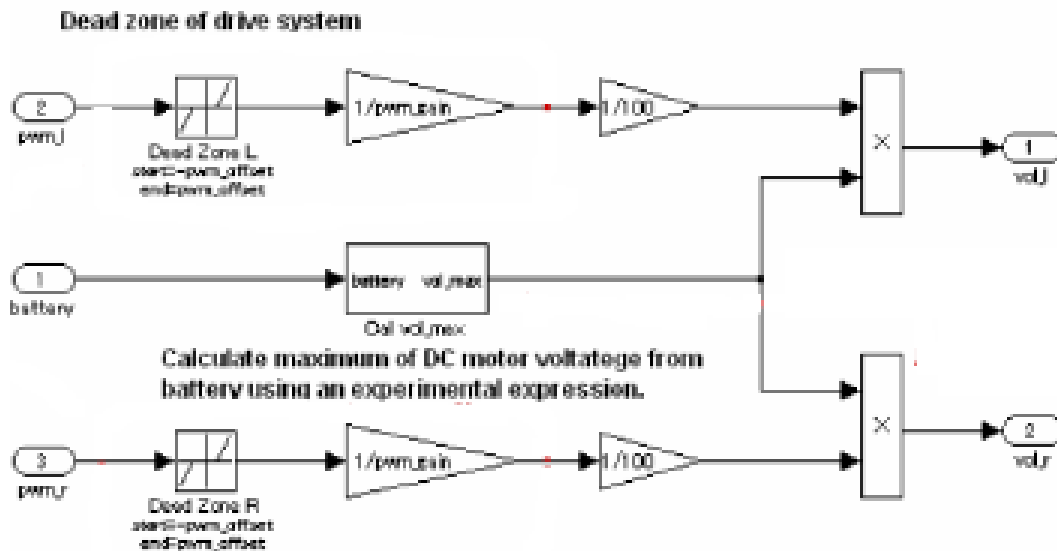 Dead zone of drive system
2
pwm_l
Dead Zone L
start=-pwm_offset
end=pwm_offset
1/pwm_gain
1/100
×
1
vol_l
1
battery
battery vol_max
Cal vol_max
Calculate maximum of DC motor voltatege from
battery using an experimental expression.
3
pwm_r
Dead Zone R
start=-pwm_offset
end=pwm_offset
1/pwm_gain
1/100
×
2
vol_r